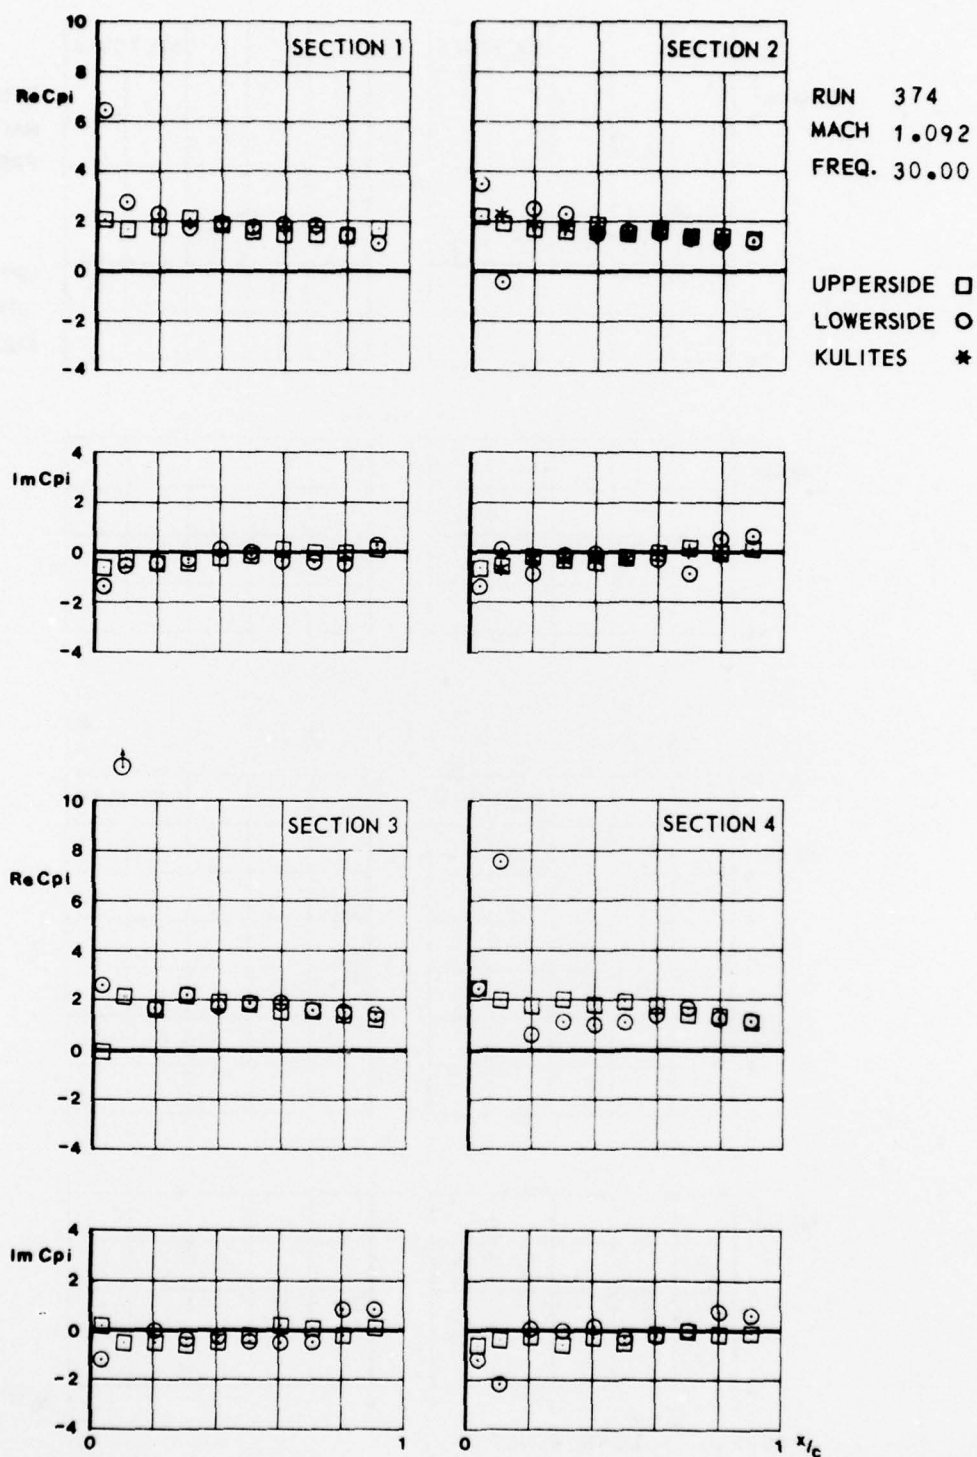 SECTION 1
10
8
ReCpi
6
4
2
0
-2
-4
SECTION 2
RUN 374
MACH 1.092
FREQ. 30.00
UPPERSIDE
LOWERSIDE
KULITES
4
ImCpi
2
0
-2
-4
10
SECTION 3
8
ReCpi
6
4
2
0
-2
-4
SECTION 4
4
ImCpi
2
0
-2
-4
0
1
0
1
x/c